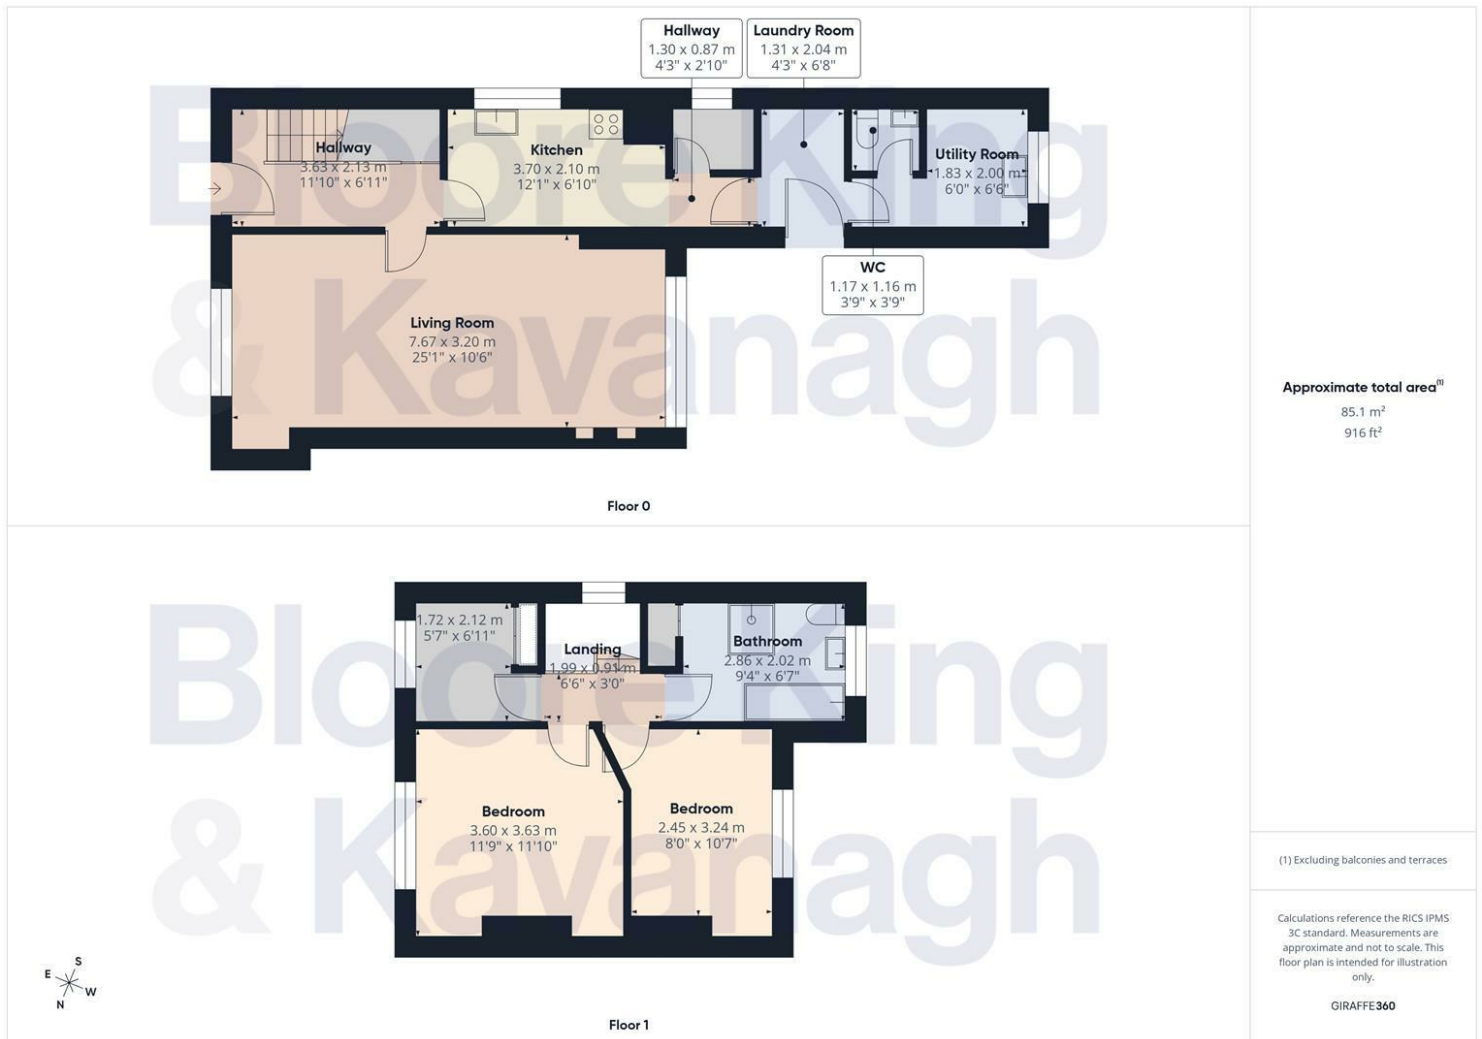 Hallway
1.30 x 0.87 m
4'3" x 2'10"
Laundry Room
1.31 x 2.04 m
4'3" x 6'8"
Hallway
3.63 x 2.13 m
11'10" x 6'11"
Kitchen
3.70 x 2.10 m
12'1" x 6'10"
Utility Room
1.83 x 2.00 m
6'0" x 6'6"
WC
1.17 x 1.16 m
3'9" x 3'9"
Living Room
7.67 x 3.20 m
25'1" x 10'6"
Bloore King
& Kavanagh
Floor 0
Approximate total area(1)
85.1 m²
916 ft²
1.72 x 2.12 m
5'7" x 6'11"
Landing
1.99 x 0.91 m
6'6" x 3'0"
Bathroom
2.86 x 2.02 m
9'4" x 6'7"
Bedroom
3.60 x 3.63 m
11'9" x 11'10"
Bedroom
2.45 x 3.24 m
8'0" x 10'7"
Bloore King
& Kavanagh
S
E
W
N
Floor 1
(1) Excluding balconies and terraces
Calculations reference the RICS IPMS
3C standard. Measurements are
approximate and not to scale. This
floor plan is intended for illustration
only.
GIRAFFE360